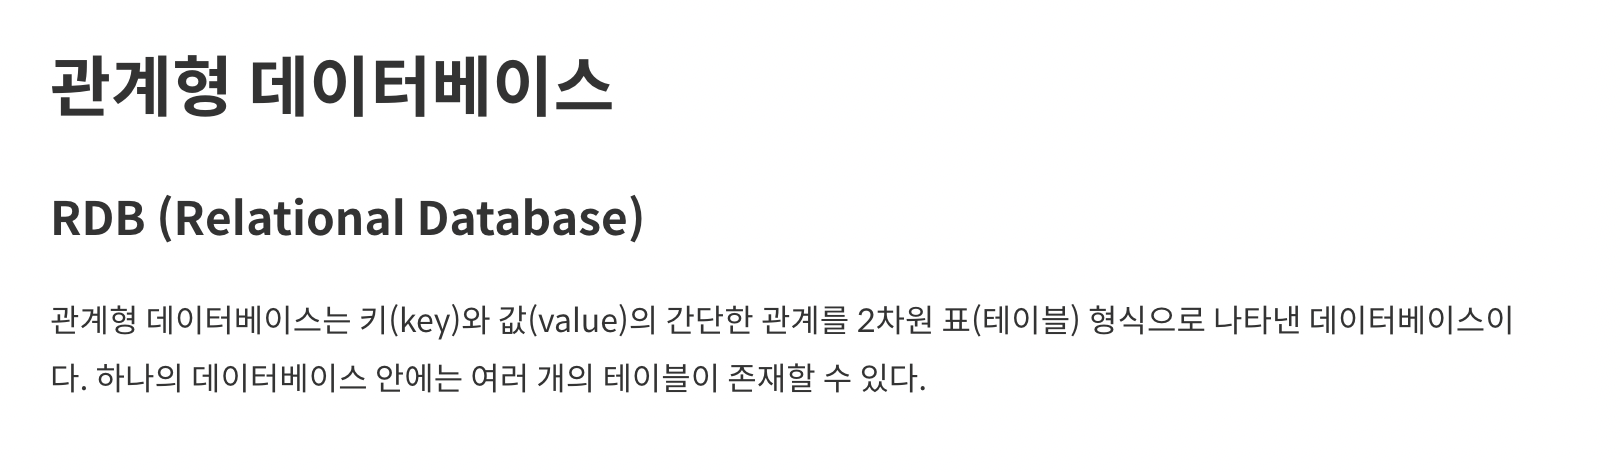 관계형 데이터베이스
RDB (Relational Database)
관계형 데이터베이스는 키(key)와 값(value)의 간단한 관계를 2차원 표(테이블) 형식으로 나타낸 데이터베이스이
다. 하나의 데이터베이스 안에는 여러 개의 테이블이 존재할 수 있다.